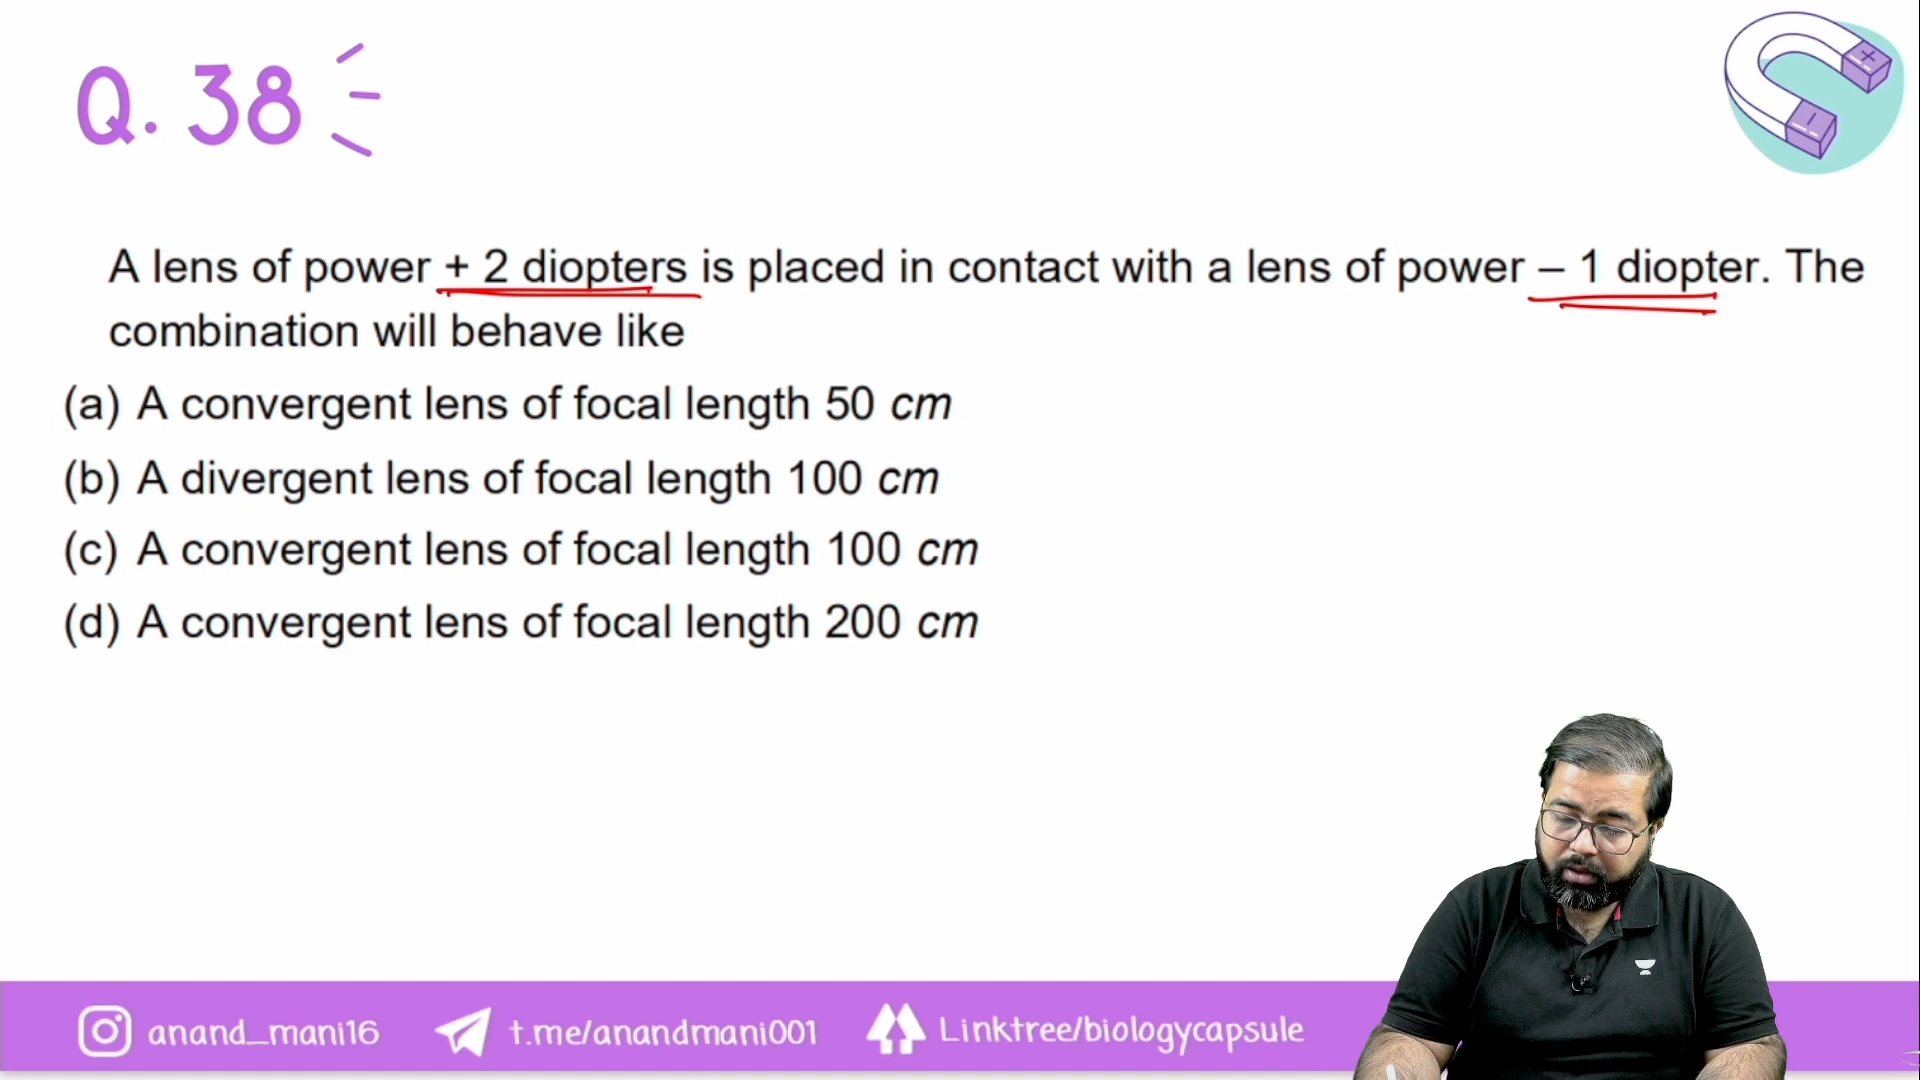 Q. 38
A lens of power + 2 diopters is placed in contact with a lens of power – 1 diopter. The
combination will behave like
(a) A convergent lens of focal length 50 cm
(b) A divergent lens of focal length 100 cm
(c) A convergent lens of focal length 100 cm
(d) A convergent lens of focal length 200 cm
anand_mani16 t.me/anandmani001 Linktree/biologycapsule